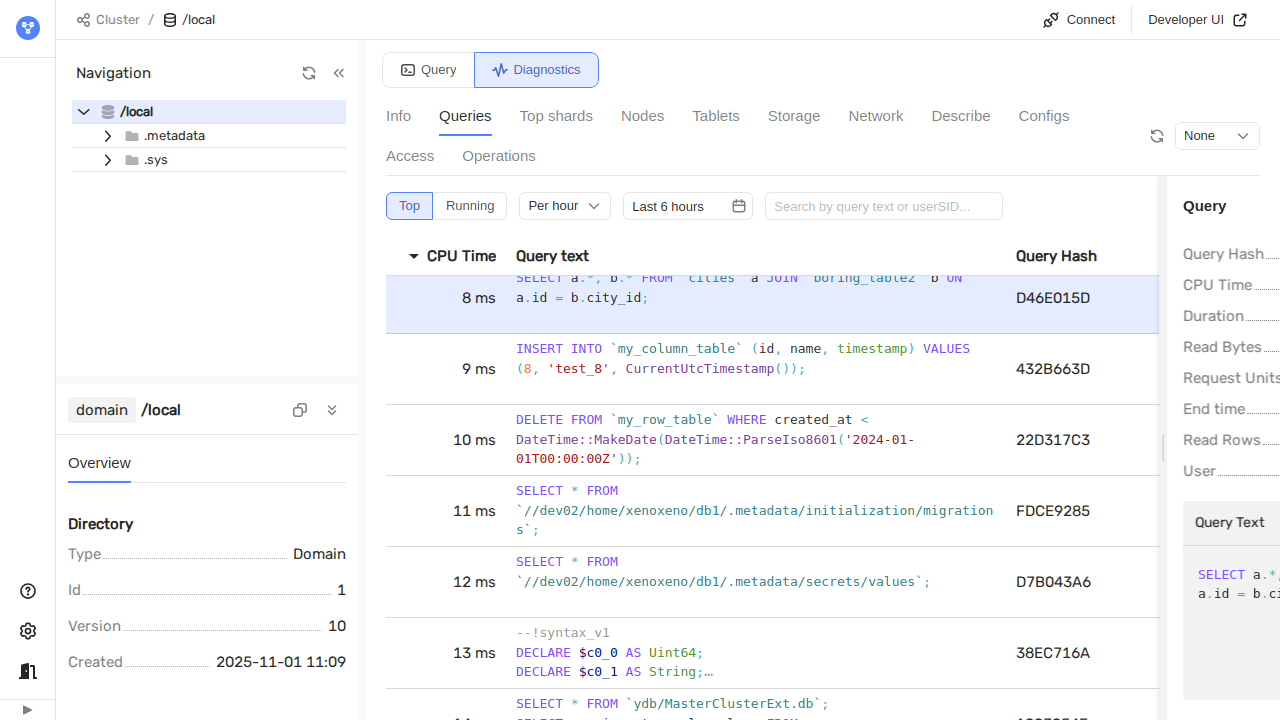 Cluster / /local
Connect
Developer UI
Navigation
/local
.metadata
.sys
domain /local
Overview
Directory
Type Domain
Id 1
Version 10
Created 2025-11-01 11:09
Query
Diagnostics
Info Queries Top shards Nodes Tablets Storage Network Describe Configs
Access Operations
None
Top Running Per hour Last 6 hours Search by query text or userSID...
CPU Time Query text Query Hash
8 ms
SELECT a.*, b.* FROM `cities` a JOIN `boring_table2` b ON
a.id = b.city_id;
D46E015D
9 ms
INSERT INTO `my_column_table` (id, name, timestamp) VALUES
(8, 'test_8', CurrentUtcTimestamp());
432B663D
10 ms
DELETE FROM `my_row_table` WHERE created_at <
DateTime::MakeDate(DateTime::ParseIso8601('2024-01-
01T00:00:00Z'));
22D317C3
11 ms
SELECT * FROM
`//dev02/home/xenoxeno/db1/.metadata/initialization/migration
s`;
FDCE9285
12 ms
SELECT * FROM
`//dev02/home/xenoxeno/db1/.metadata/secrets/values`;
D7B043A6
13 ms
--!syntax_v1
DECLARE $c0_0 AS Uint64;
DECLARE $c0_1 AS String;…
38EC716A
SELECT * FROM `ydb/MasterClusterExt.db`;
Query
Query Hash
CPU Time
Duration
Read Bytes
Request Units
End time
Read Rows
User
Query Text
SELECT a.*,
a.id = b.ci